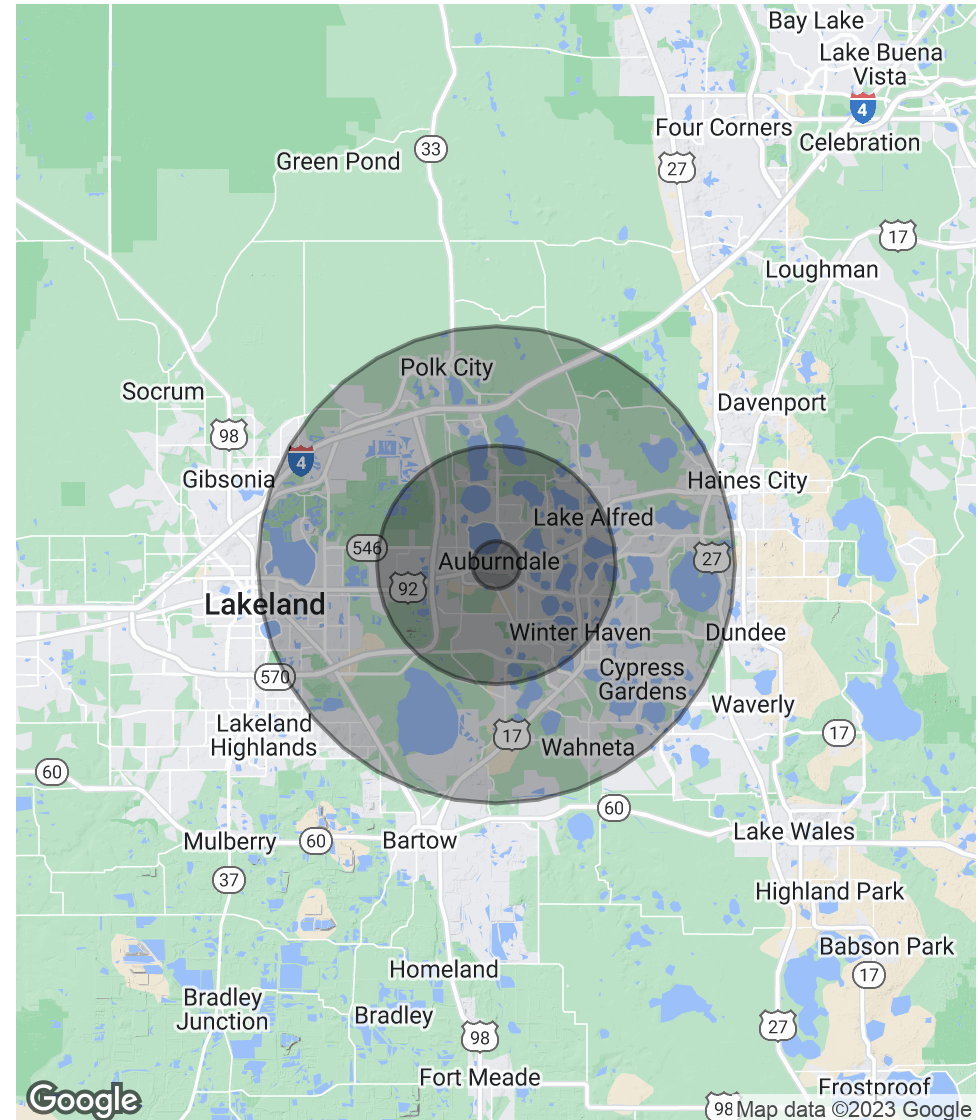 Bay Lake
Lake Buena
Vista
4
Four Corners
Celebration
33
Green Pond
27
17
Loughman
Polk City
Socrum
Davenport
98
4
Gibsonia
Haines City
Lake Alfred
546
Auburndale
27
92
Lakeland
Winter Haven
Dundee
Cypress
Gardens
570
Waverly
Lakeland
Highlands
17
17
Wahneta
60
60
Mulberry
60
Bartow
Lake Wales
37
Highland Park
Babson Park
17
Homeland
Bradley
Junction
Bradley
98
27
Fort Meade
Frostproof
Google
98
Map data ©2023 Google